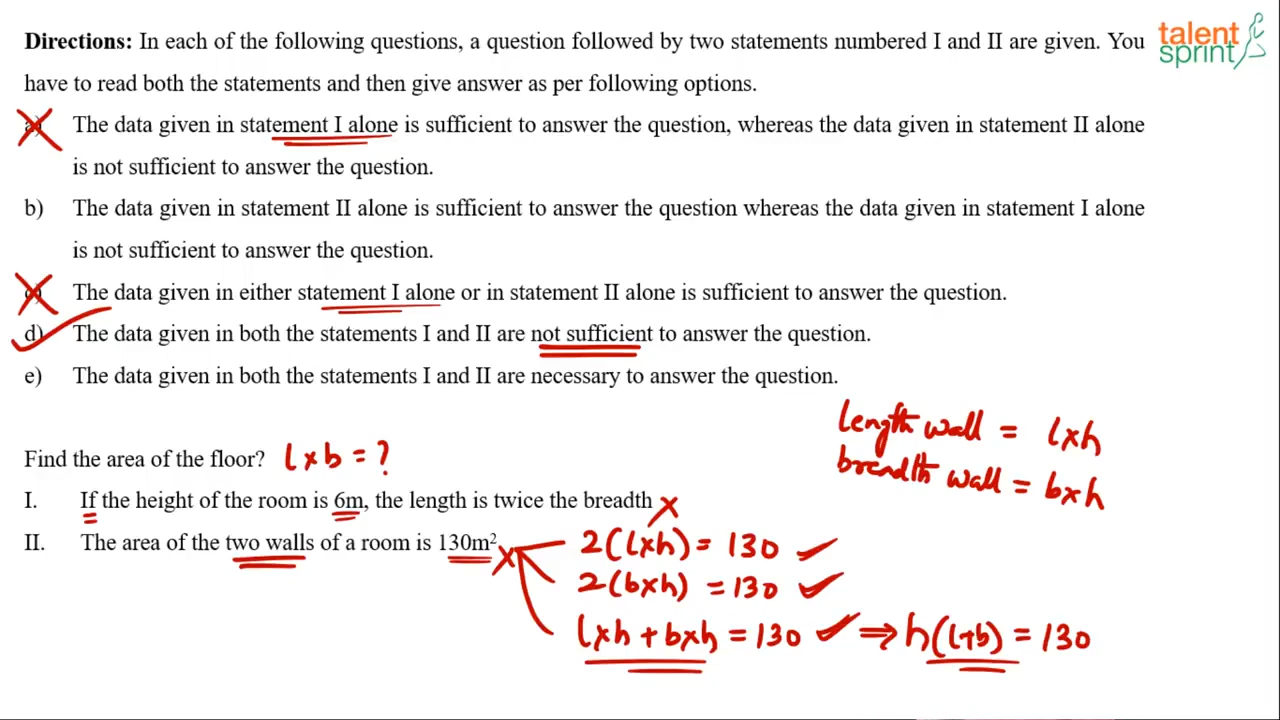 talent
sprint
Directions: In each of the following questions, a question followed by two statements numbered I and II are given. You
have to read both the statements and then give answer as per following options.
a) The data given in statement I alone is sufficient to answer the question, whereas the data given in statement II alone
is not sufficient to answer the question.
b) The data given in statement II alone is sufficient to answer the question whereas the data given in statement I alone
is not sufficient to answer the question.
c) The data given in either statement I alone or in statement II alone is sufficient to answer the question.
d) The data given in both the statements I and II are not sufficient to answer the question.
e) The data given in both the statements I and II are necessary to answer the question.
length wall = l×h
breadth wall = b×h
Find the area of the floor? l×b = ?
I. If the height of the room is 6m, the length is twice the breadth
II. The area of the two walls of a room is 130m²
2(l×h) = 130
2(b×h) = 130
l×h + b×h = 130 ⇒ h(l+b) = 130